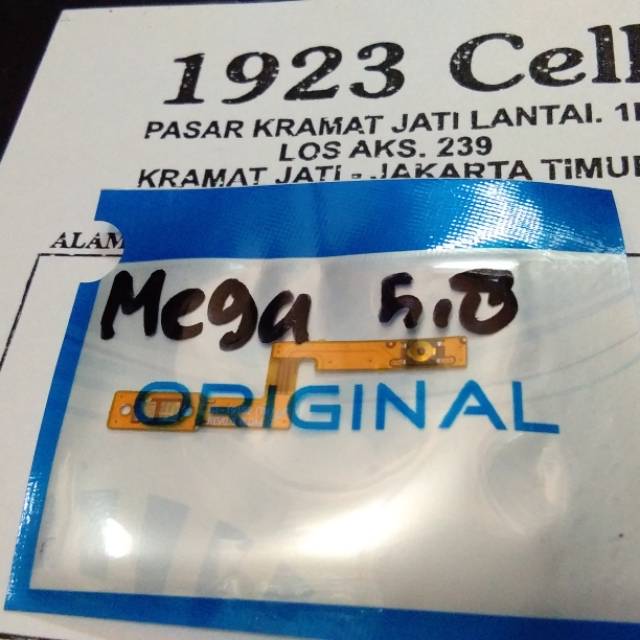 1923 Cell
PASAR KRAMAT JATI LANTAI. 1
LOS AKS. 239
KRAMAT JATI - JAKARTA TiMUR
ALAM
Mega 5.8
ORIGINAL